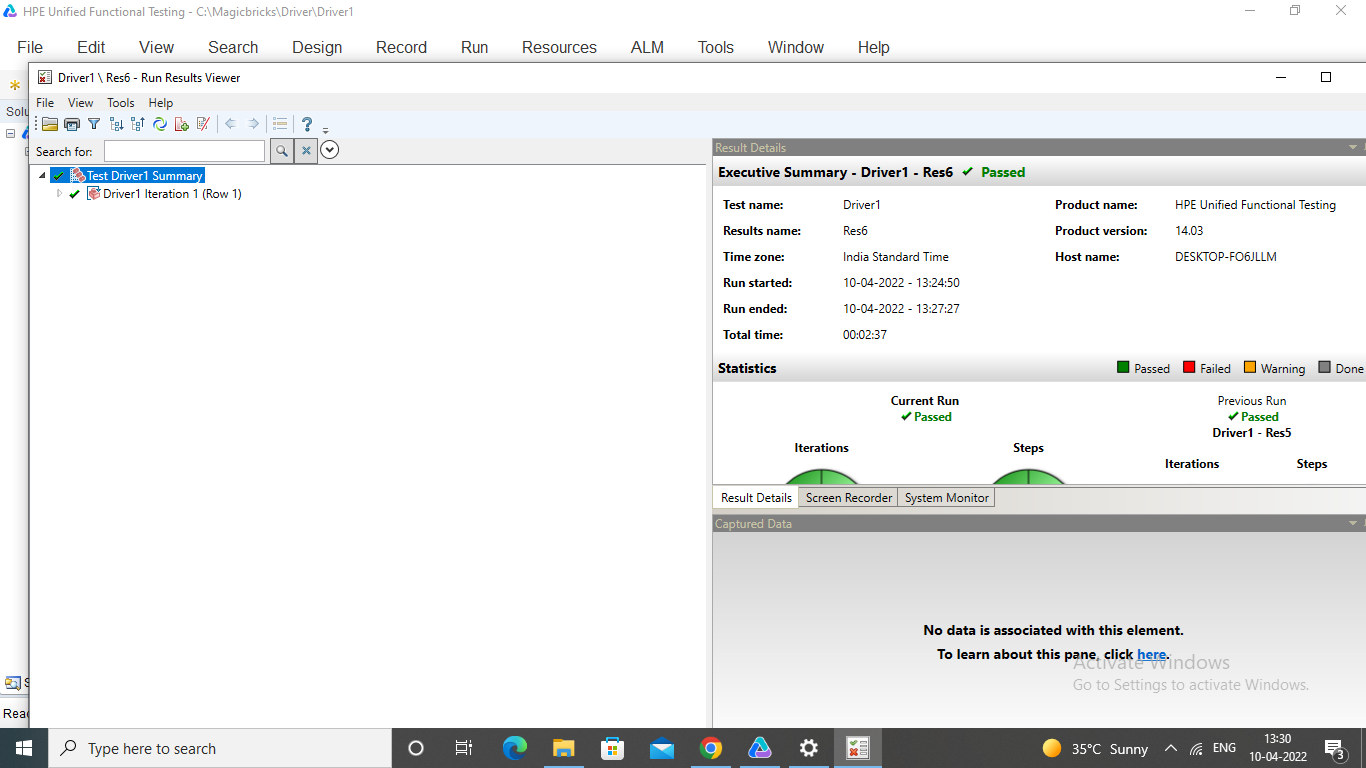 HPE Unified Functional Testing - C:\Magicbricks\Driver\Driver1
File Edit View Search Design Record Run Resources ALM Tools Window Help
Driver1 \ Res6 - Run Results Viewer
Solu
File View Tools Help
Search for:
Test Driver1 Summary
Driver1 Iteration 1 (Row 1)
Result Details
Executive Summary - Driver1 - Res6 Passed
Test name: Driver1 Product name: HPE Unified Functional Testing
Results name: Res6 Product version: 14.03
Time zone: India Standard Time Host name: DESKTOP-FO6JLLM
Run started: 10-04-2022 - 13:24:50
Run ended: 10-04-2022 - 13:27:27
Total time: 00:02:37
Statistics Passed Failed Warning Done
Current Run Previous Run
Passed Passed
Driver1 - Res5
Iterations Steps Iterations Steps
Result Details Screen Recorder System Monitor
Captured Data
No data is associated with this element.
To learn about this pane, click here.
Activate Windows
Go to Settings to activate Windows.
S
Read
Type here to search
35°C Sunny ENG 13:30
10-04-2022 3